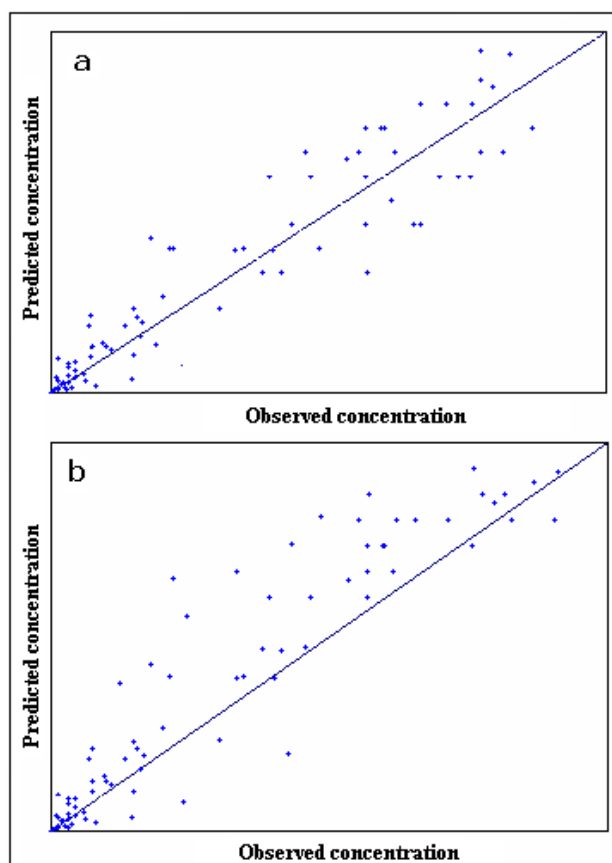 a
Predicted concentration
Observed concentration
b
Predicted concentration
Observed concentration